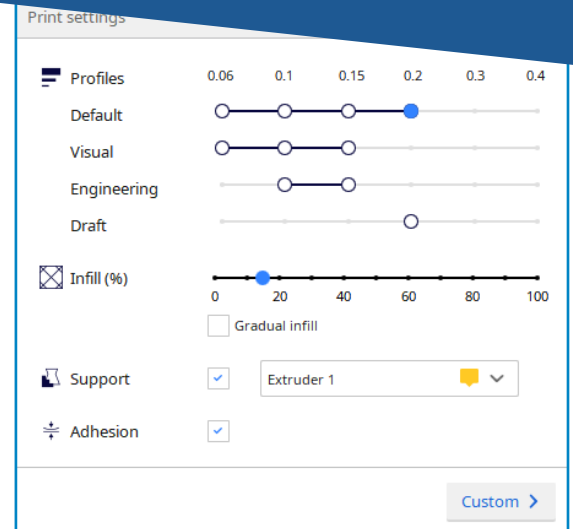 Print settings
Profiles 0.06 0.1 0.15 0.2 0.3 0.4
Default
Visual
Engineering
Draft
Infill (%)
0 20 40 60 80 100
Gradual infill
Support Extruder 1
Adhesion
Custom